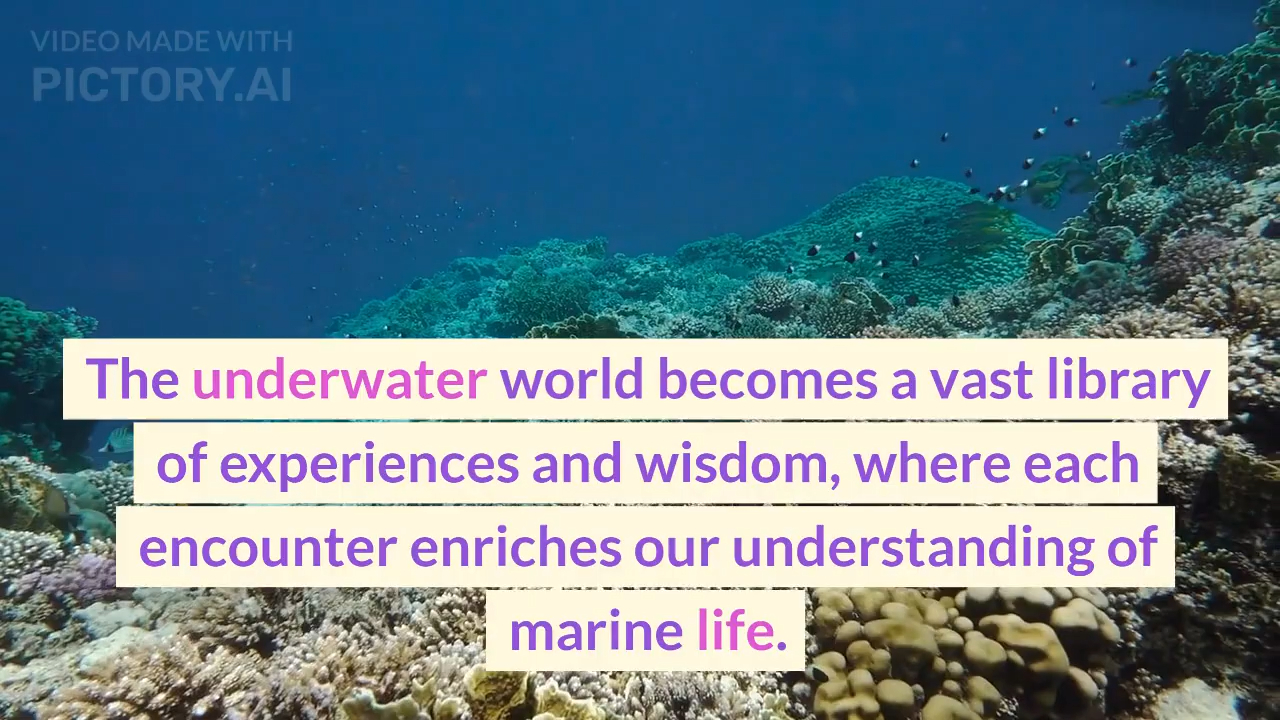 VIDEO MADE WITH
PICTORY.AI
The underwater world becomes a vast library
of experiences and wisdom, where each
encounter enriches our understanding of
marine life.